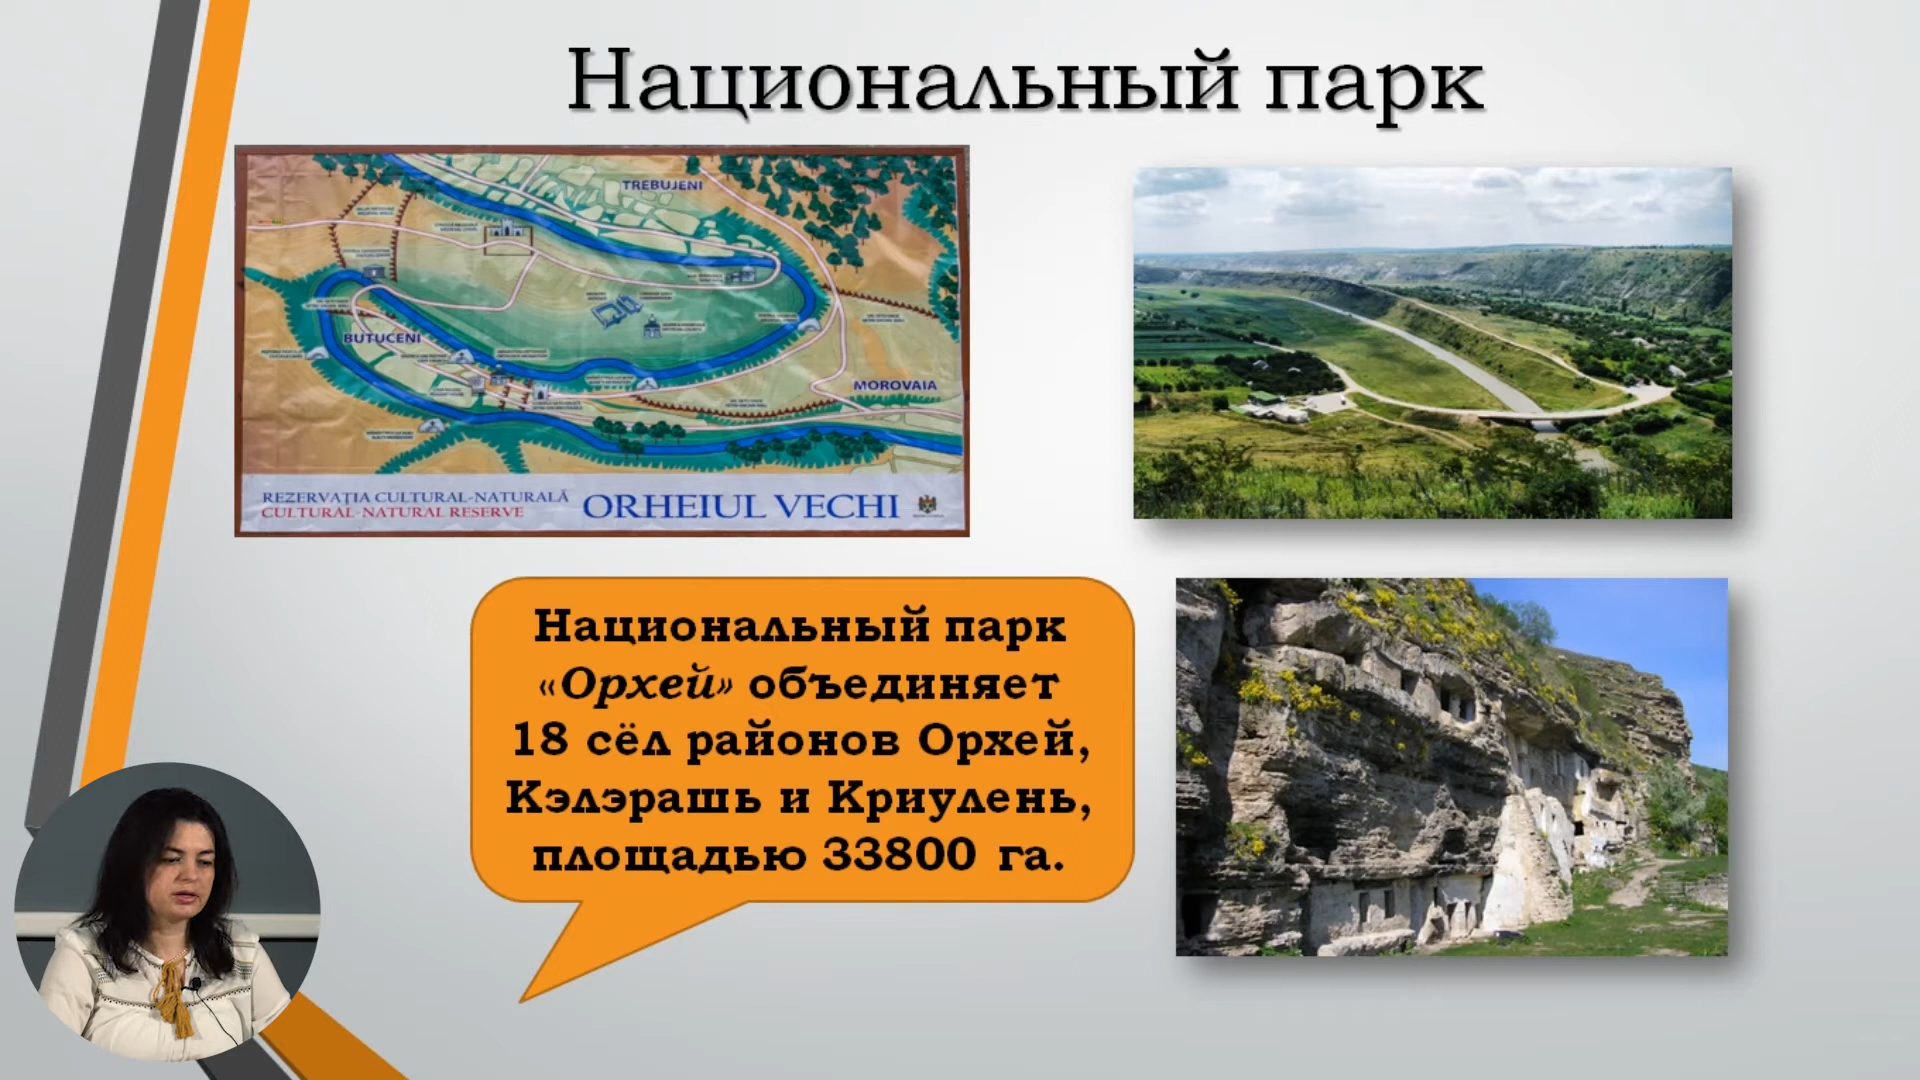 Национальный парк
TREBUJENI
BUTUCENI
MOROVAIA
REZERVAȚIA CULTURAL-NATURALĂ
CULTURAL-NATURAL RESERVE
ORHEIUL VECHI
Национальный парк
«Орхей» объединяет
18 сёл районов Орхей,
Кэлэрашь и Криулень,
площадью 33800 га.